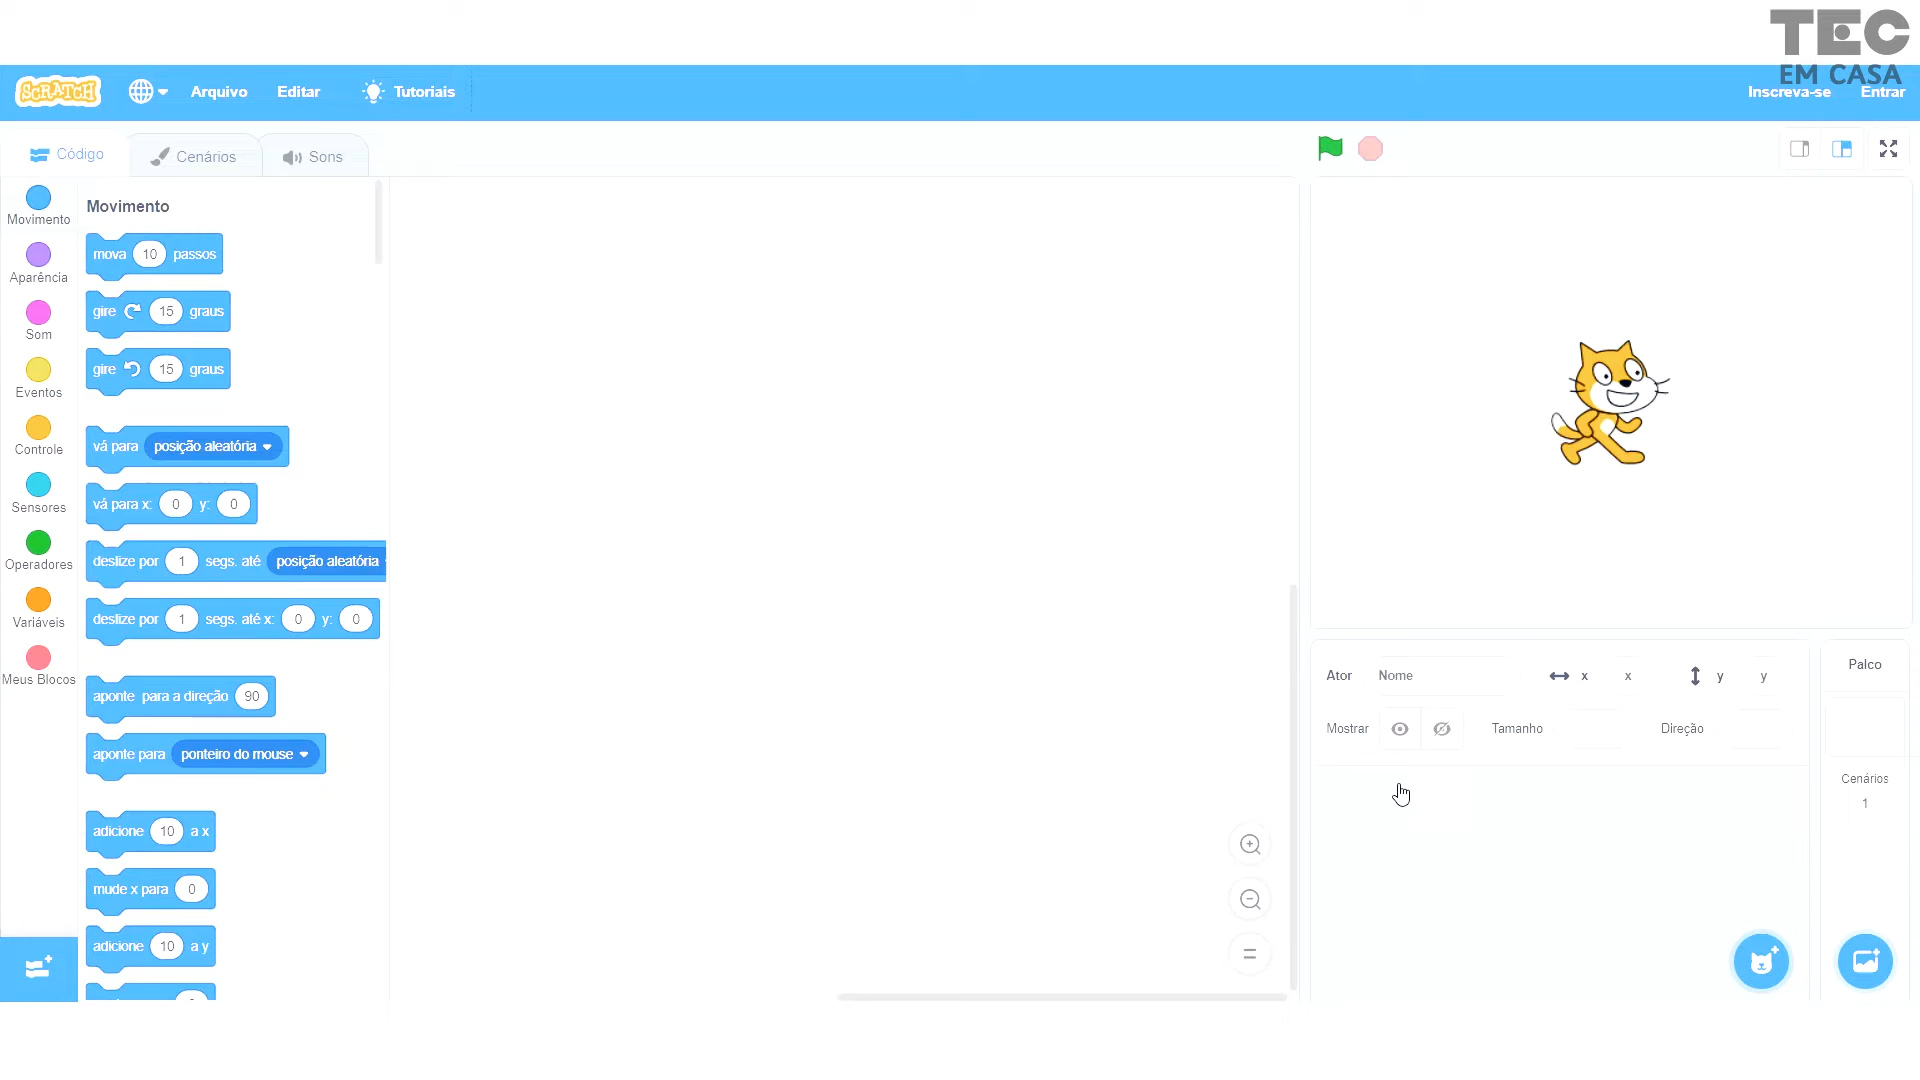 TEC
EM CASA
SCRATCH
Arquivo
Editar
Tutoriais
Inscreva-se
Entrar
Código
Cenários
Sons
Movimento
Aparência
Som
Eventos
Controle
Sensores
Operadores
Variáveis
Meus Blocos
Movimento
mova 10 passos
gire 15 graus
gire 15 graus
vá para posição aleatória
vá para x: 0 y: 0
deslize por 1 segs. até posição aleatória
deslize por 1 segs. até x: 0 y: 0
aponte para a direção 90
aponte para ponteiro do mouse
adicione 10 a x
mude x para 0
adicione 10 a y
Ator Nome x x y y
Mostrar Tamanho Direção
Palco
Cenários
1